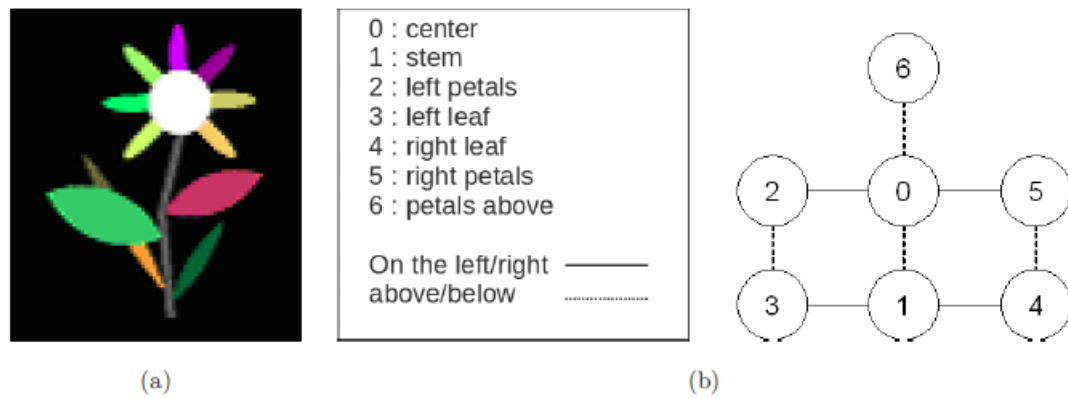 0 : center
1 : stem
2 : left petals
3 : left leaf
4 : right leaf
5 : right petals
6 : petals above
On the left/right
above/below
6
2 0 5
3 1 4
(a) (b)